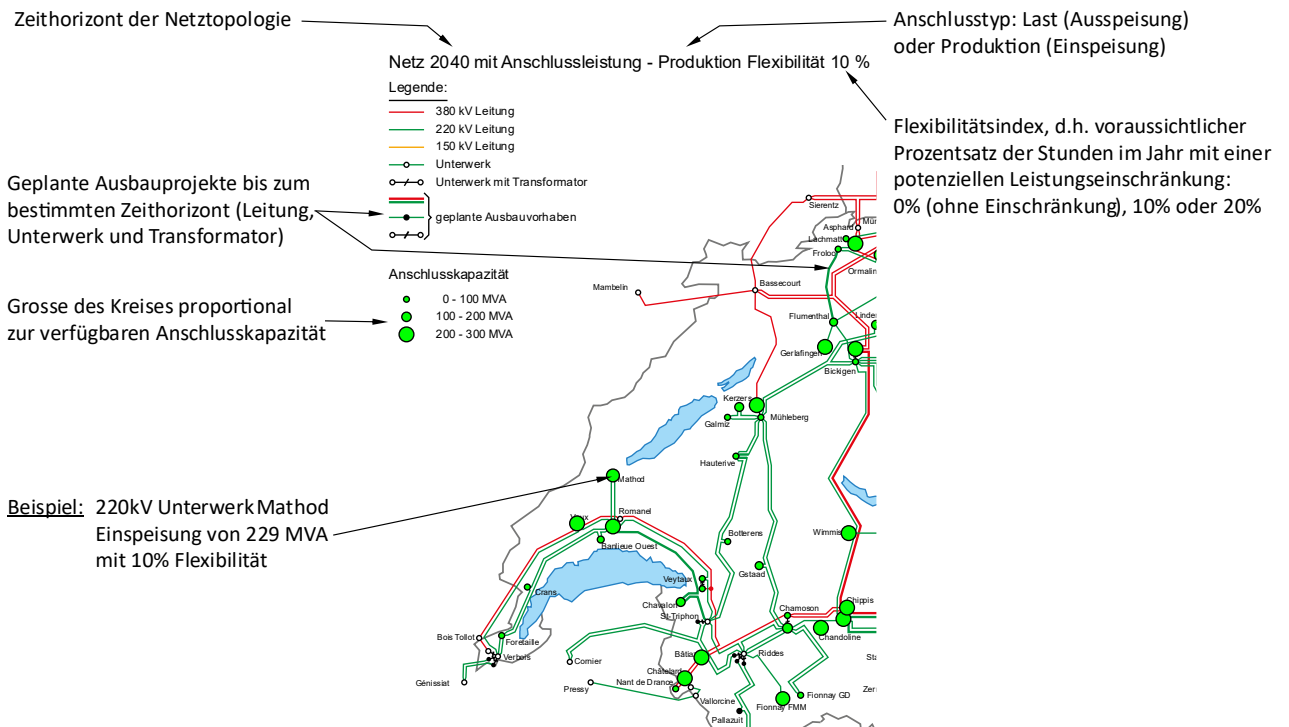 Zeithorizont der Netztopologie
Anschlusstyp: Last (Ausspeisung)
oder Produktion (Einspeisung)
Netz 2040 mit Anschlussleistung - Produktion Flexibilität 10 %
Legende:
380 kV Leitung
220 kV Leitung
150 kV Leitung
Unterwerk
Unterwerk mit Transformator
geplante Ausbauvorhaben
Flexibilitätsindex, d.h. voraussichtlicher
Prozentsatz der Stunden im Jahr mit einer
potenziellen Leistungseinschränkung:
0% (ohne Einschränkung), 10% oder 20%
Geplante Ausbauprojekte bis zum
bestimmten Zeithorizont (Leitung,
Unterwerk und Transformator)
Anschlusskapazität
0 - 100 MVA
100 - 200 MVA
200 - 300 MVA
Grosse des Kreises proportional
zur verfügbaren Anschlusskapazität
Beispiel: 220kV Unterwerk Mathod
Einspeisung von 229 MVA
mit 10% Flexibilität
Sierentz
Asphard
Mambelin
Bassecourt
Flumenthal
Gerlafingen
Bickigen
Kerzers
Galmiz
Mühleberg
Hauterive
Mathod
Romanel
Banlieue Ouest
Botterens
Gstaad
Veytaux
Chavalon
St-Triphon
Crans
Chamoson
Chippis
Chandoline
Bois Tollot
Foretaille
Verbois
Génissiat
Cornier
Pressy
Bâtiaz
Riddes
Châtelard
Nant de Drance
Vallorcine
Pallazuit
Fionnay FMM
Fionnay GD